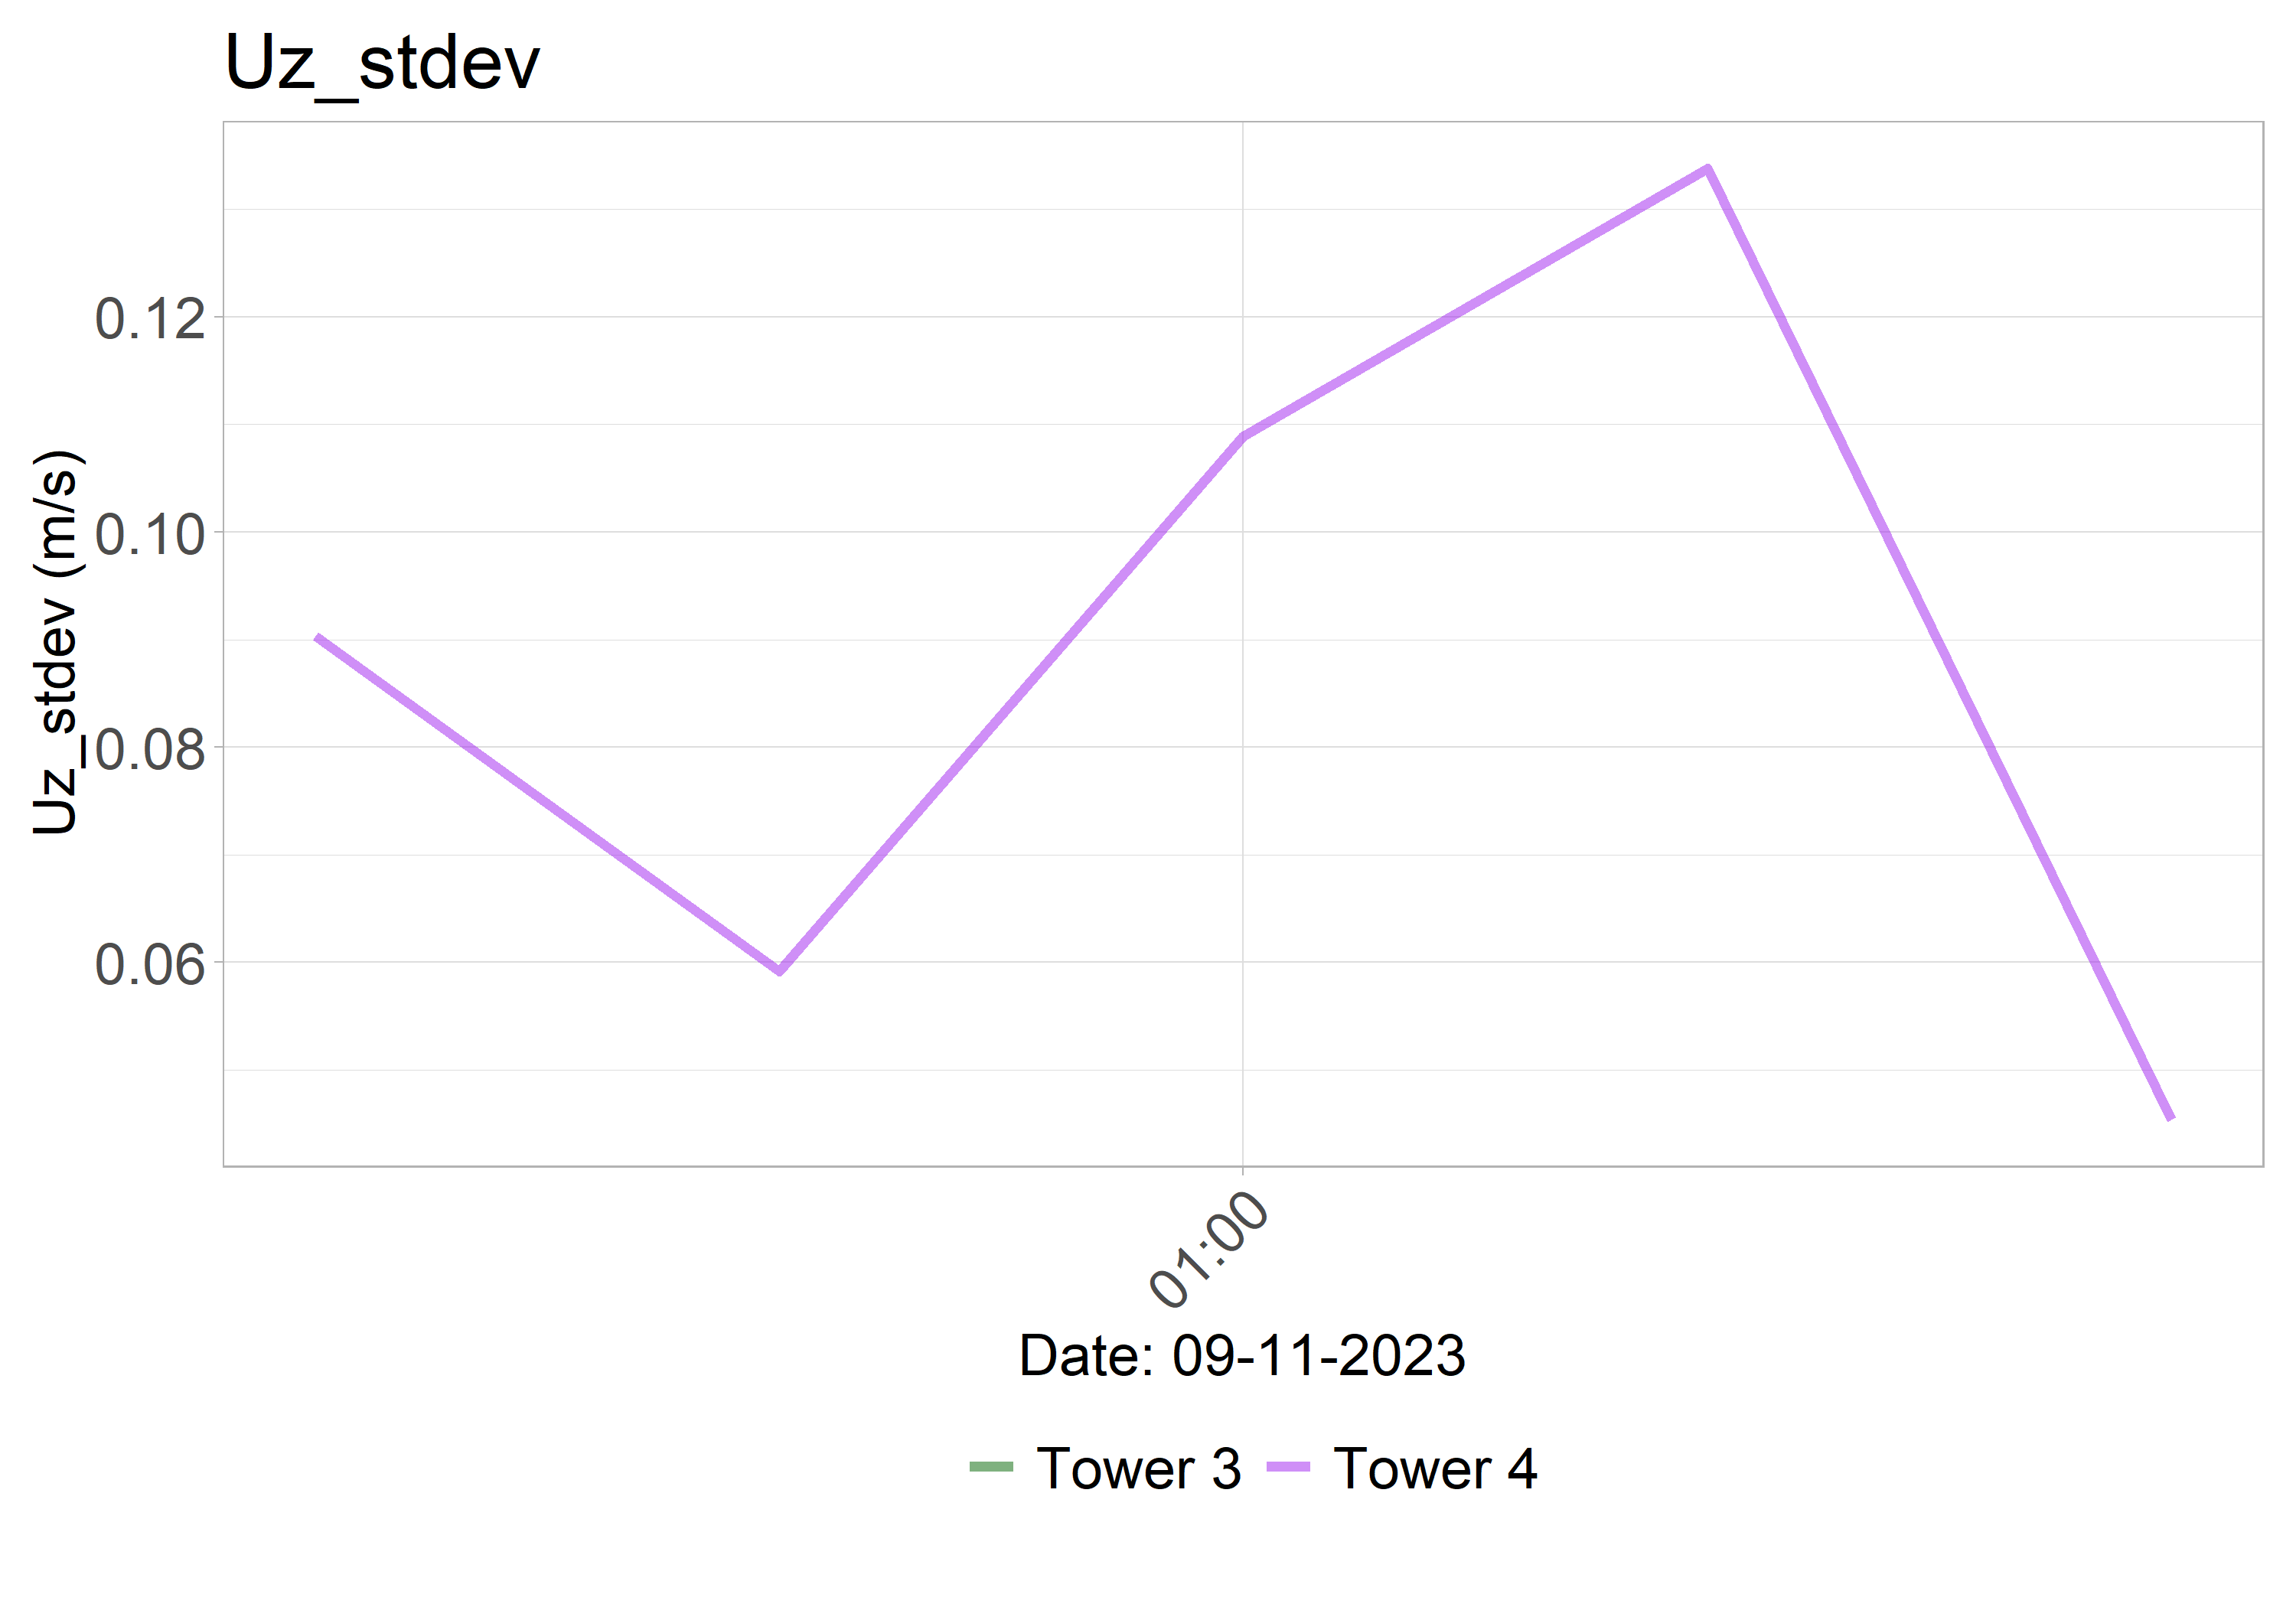 Uz_stdev
Uz_stdev (m/s)
0.12
0.10
0.08
0.06
01:00
Date: 09-11-2023
Tower 3 Tower 4